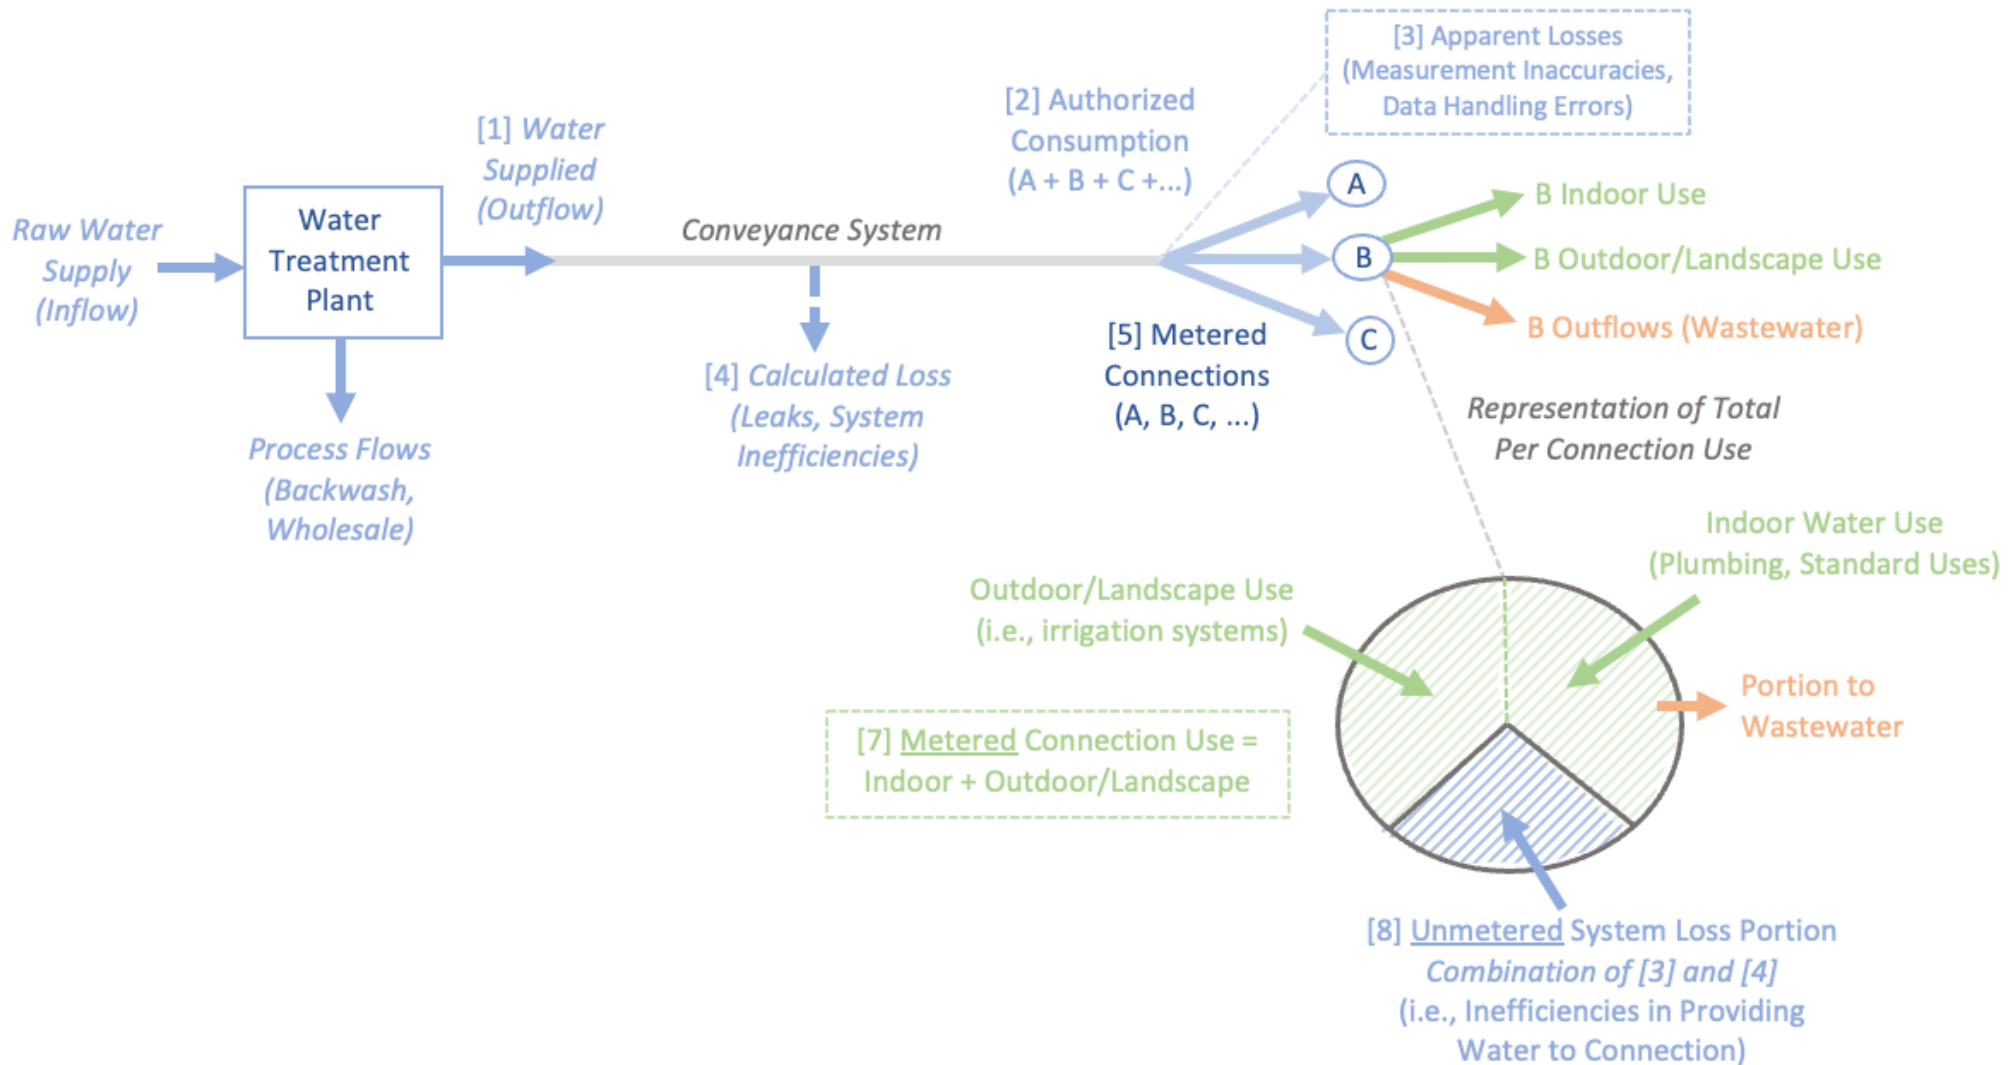 [3] Apparent Losses
(Measurement Inaccuracies,
Data Handling Errors)
[2] Authorized
Consumption
(A + B + C +...)
[1] Water
Supplied
(Outflow)
Raw Water
Supply
(Inflow)
Water
Treatment
Plant
Conveyance System
A
B
C
B Indoor Use
B Outdoor/Landscape Use
B Outflows (Wastewater)
[5] Metered
Connections
(A, B, C, ...)
[4] Calculated Loss
(Leaks, System
Inefficiencies)
Process Flows
(Backwash,
Wholesale)
Representation of Total
Per Connection Use
Indoor Water Use
(Plumbing, Standard Uses)
Outdoor/Landscape Use
(i.e., irrigation systems)
Portion to
Wastewater
[7] Metered Connection Use =
Indoor + Outdoor/Landscape
[8] Unmetered System Loss Portion
Combination of [3] and [4]
(i.e., Inefficiencies in Providing
Water to Connection)